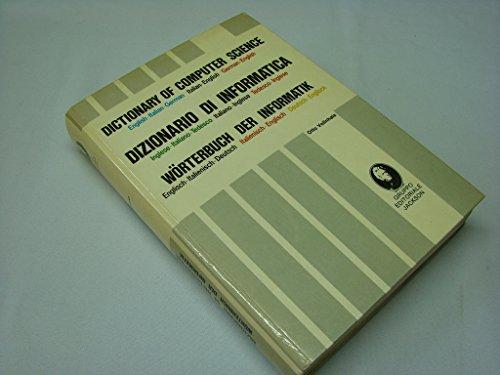 DICTIONARY OF COMPUTER SCIENCE
English-Italian-German Italian-English German-English
DIZIONARIO DI INFORMATICA
Inglese-Italiano-Tedesco Italiano-Inglese Tedesco-Inglese
WÖRTERBUCH DER INFORMATIK
Englisch-Italienisch-Deutsch Italienisch-Englisch Deutsch-Englisch
Otto Vollnhals
GRUPPO
EDITORIALE
JACKSON